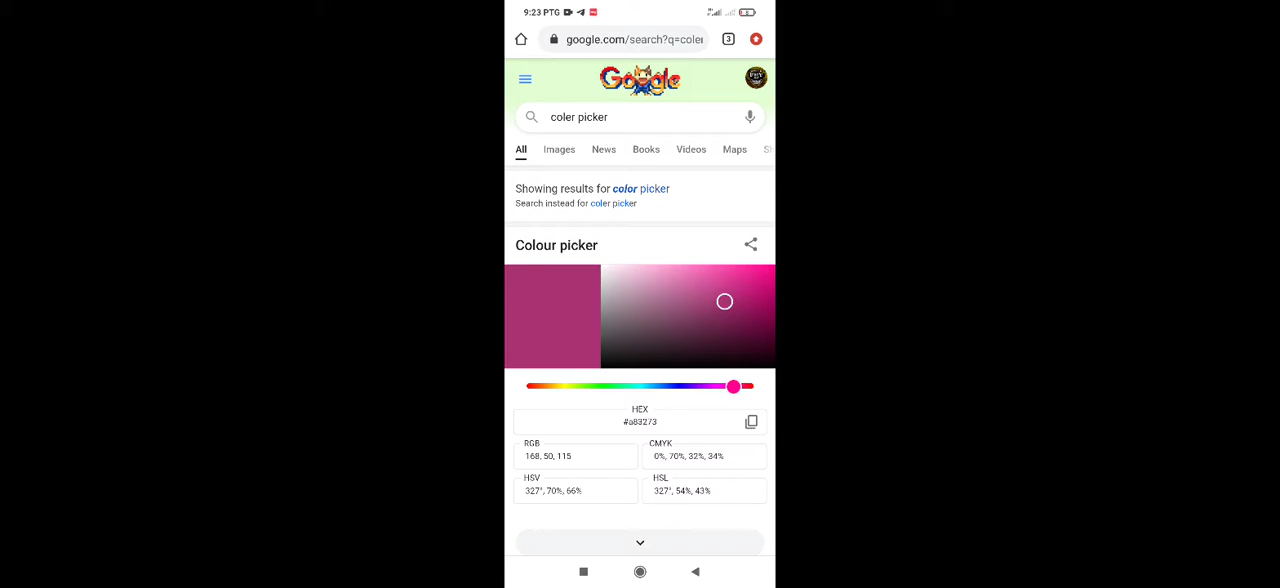 9:23 PTG
google.com/search?q=coler
3
Google
coler picker
All Images News Books Videos Maps Sh
Showing results for color picker
Search instead for coler picker
Colour picker
HEX
#a83273
RGB
168, 50, 115
CMYK
0%, 70%, 32%, 34%
HSV
327°, 70%, 66%
HSL
327°, 54%, 43%